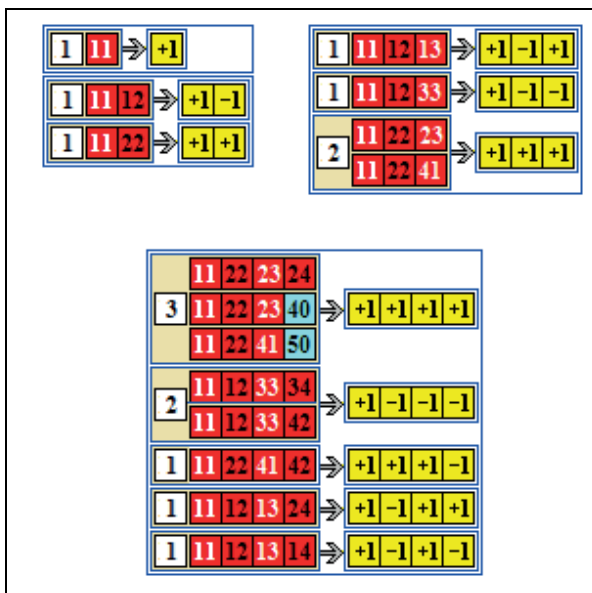 1 11 +1
1 11 12 +1 −1
1 11 22 +1 +1
1 11 12 13 +1 −1 +1
1 11 12 33 +1 −1 −1
11 22 23
2 +1 +1 +1
11 22 41
11 22 23 24
3 11 22 23 40 +1 +1 +1 +1
11 22 41 50
11 12 33 34
2 +1 −1 −1 −1
11 12 33 42
1 11 22 41 42 +1 +1 +1 −1
1 11 12 13 24 +1 −1 +1 +1
1 11 12 13 14 +1 −1 +1 −1